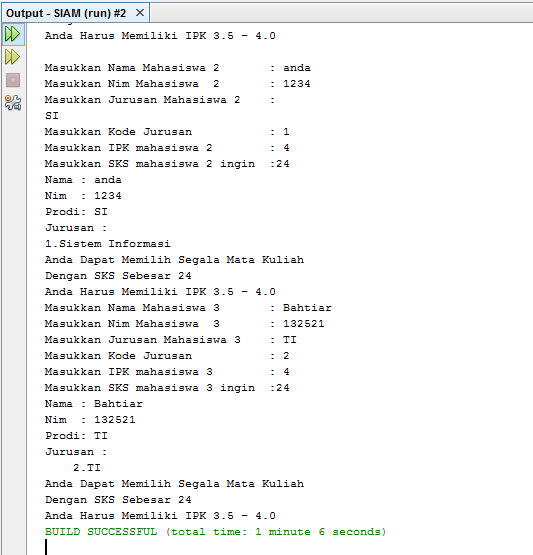 Output - SIAM (run) #2 ×
Anda Harus Memiliki IPK 3.5 - 4.0
Masukkan Nama Mahasiswa 2       : anda
Masukkan Nim Mahasiswa  2       : 1234
Masukkan Jurusan Mahasiswa 2    :
SI
Masukkan Kode Jurusan           : 1
Masukkan IPK mahasiswa 2        : 4
Masukkan SKS mahasiswa 2 ingin  :24
Nama : anda
Nim  : 1234
Prodi: SI
Jurusan :
1.Sistem Informasi
Anda Dapat Memilih Segala Mata Kuliah
Dengan SKS Sebesar 24
Anda Harus Memiliki IPK 3.5 - 4.0
Masukkan Nama Mahasiswa 3       : Bahtiar
Masukkan Nim Mahasiswa  3       : 132521
Masukkan Jurusan Mahasiswa 3    : TI
Masukkan Kode Jurusan           : 2
Masukkan IPK mahasiswa 3        : 4
Masukkan SKS mahasiswa 3 ingin  :24
Nama : Bahtiar
Nim  : 132521
Prodi: TI
Jurusan :
    2.TI
Anda Dapat Memilih Segala Mata Kuliah
Dengan SKS Sebesar 24
Anda Harus Memiliki IPK 3.5 - 4.0
BUILD SUCCESSFUL (total time: 1 minute 6 seconds)